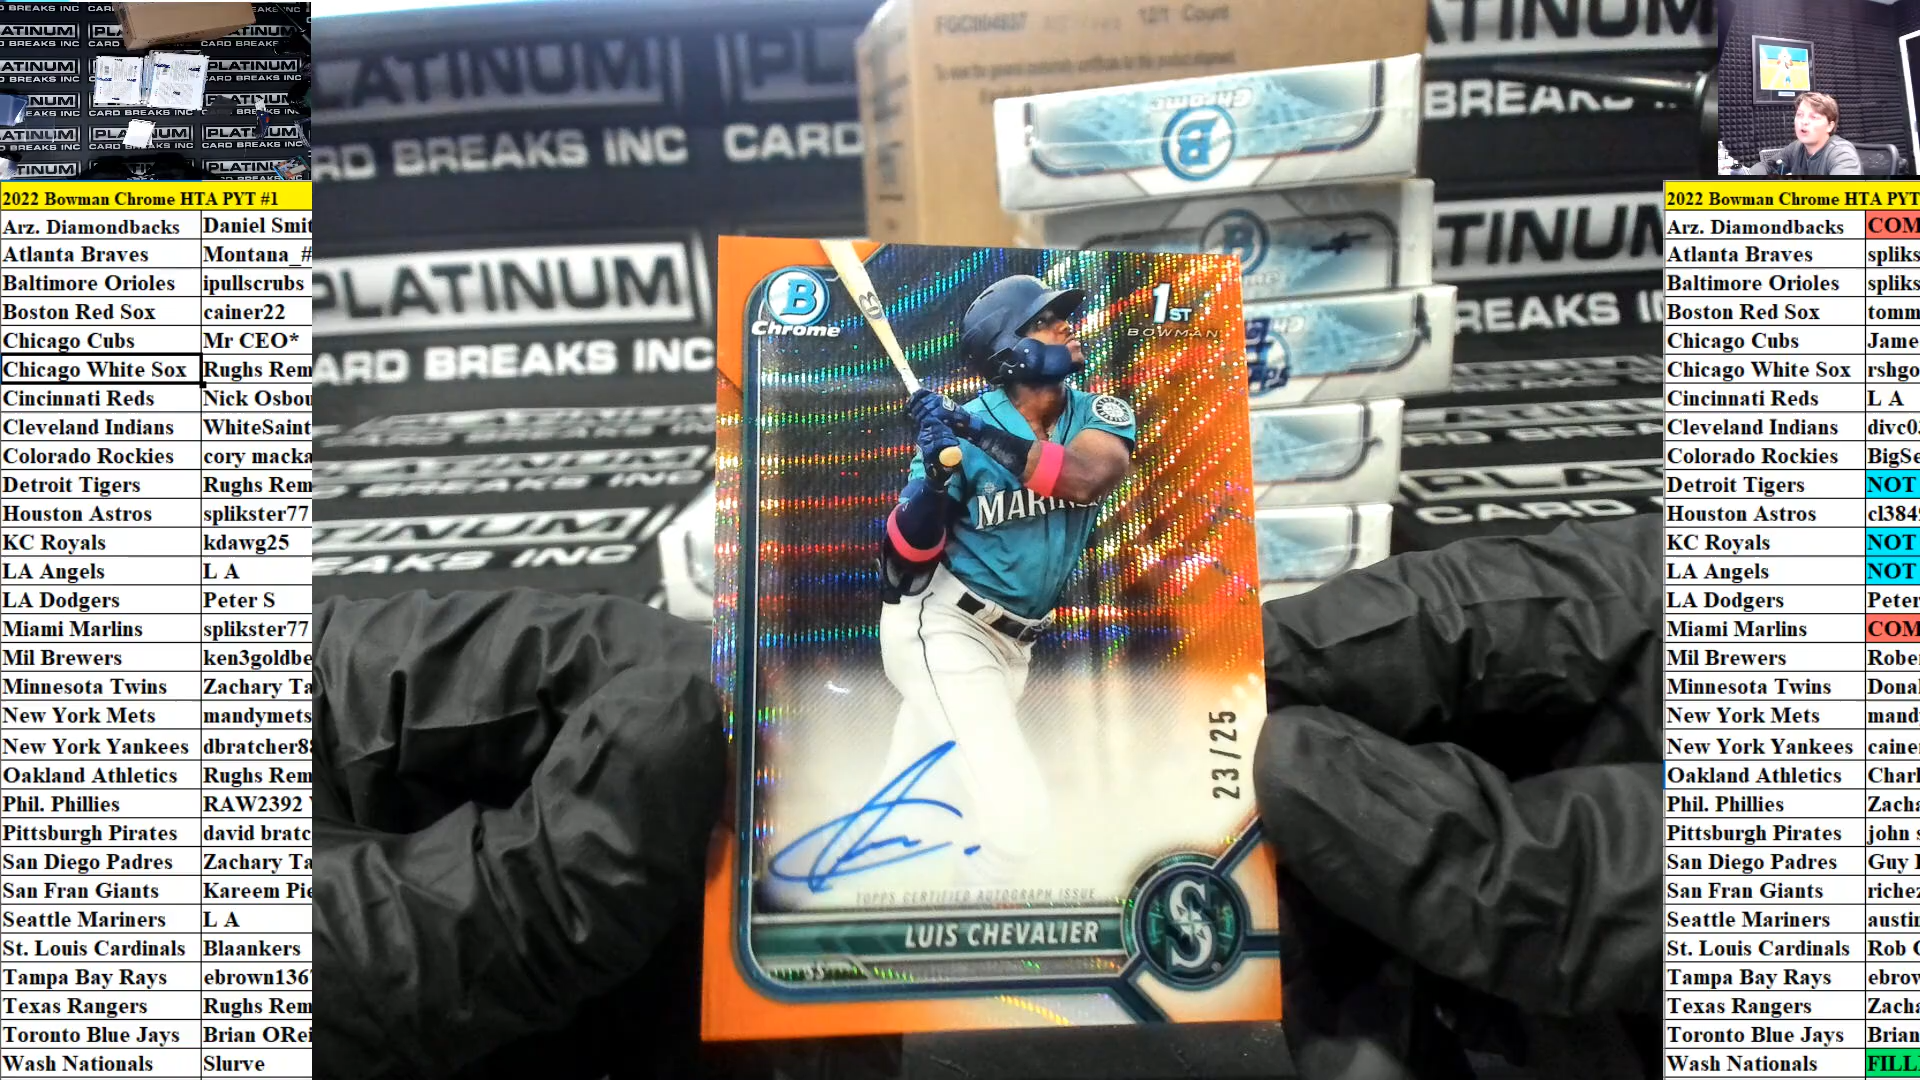 2022 Bowman Chrome HTA PYT #1
Arz. Diamondbacks Daniel Smit
Atlanta Braves Montana_#
Baltimore Orioles ipullscrubs
Boston Red Sox cainer22
Chicago Cubs Mr CEO*
Chicago White Sox Rughs Rem
Cincinnati Reds Nick Osbou
Cleveland Indians WhiteSaint
Colorado Rockies cory macka
Detroit Tigers Rughs Rem
Houston Astros splikster77
KC Royals kdawg25
LA Angels L A
LA Dodgers Peter S
Miami Marlins splikster77
Mil Brewers ken3goldbe
Minnesota Twins Zachary Ta
New York Mets mandymets
New York Yankees dbratcher88
Oakland Athletics Rughs Rem
Phil. Phillies RAW2392
Pittsburgh Pirates david bratc
San Diego Padres Zachary Ta
San Fran Giants Kareem Pie
Seattle Mariners L A
St. Louis Cardinals Blaankers
Tampa Bay Rays ebrown136
Texas Rangers Rughs Rem
Toronto Blue Jays Brian ORei
Wash Nationals Slurve
PLATINUM
CARD BREAKS INC
B
Chrome
1ST
BOWMAN
MARIN
23/25
TOPPS CERTIFIED AUTOGRAPH ISSUE
LUIS CHEVALIER
SS
S
2022 Bowman Chrome HTA PYT
Arz. Diamondbacks COM
Atlanta Braves spliks
Baltimore Orioles spliks
Boston Red Sox tomm
Chicago Cubs Jame
Chicago White Sox rshgo
Cincinnati Reds L A
Cleveland Indians divc0
Colorado Rockies BigSe
Detroit Tigers NOT
Houston Astros cl384
KC Royals NOT
LA Angels NOT
LA Dodgers Peter
Miami Marlins COM
Mil Brewers Rober
Minnesota Twins Dona
New York Mets mand
New York Yankees caine
Oakland Athletics Charl
Phil. Phillies Zacha
Pittsburgh Pirates john s
San Diego Padres Guy
San Fran Giants richez
Seattle Mariners austin
St. Louis Cardinals Rob
Tampa Bay Rays ebrow
Texas Rangers Zacha
Toronto Blue Jays Brian
Wash Nationals FILL